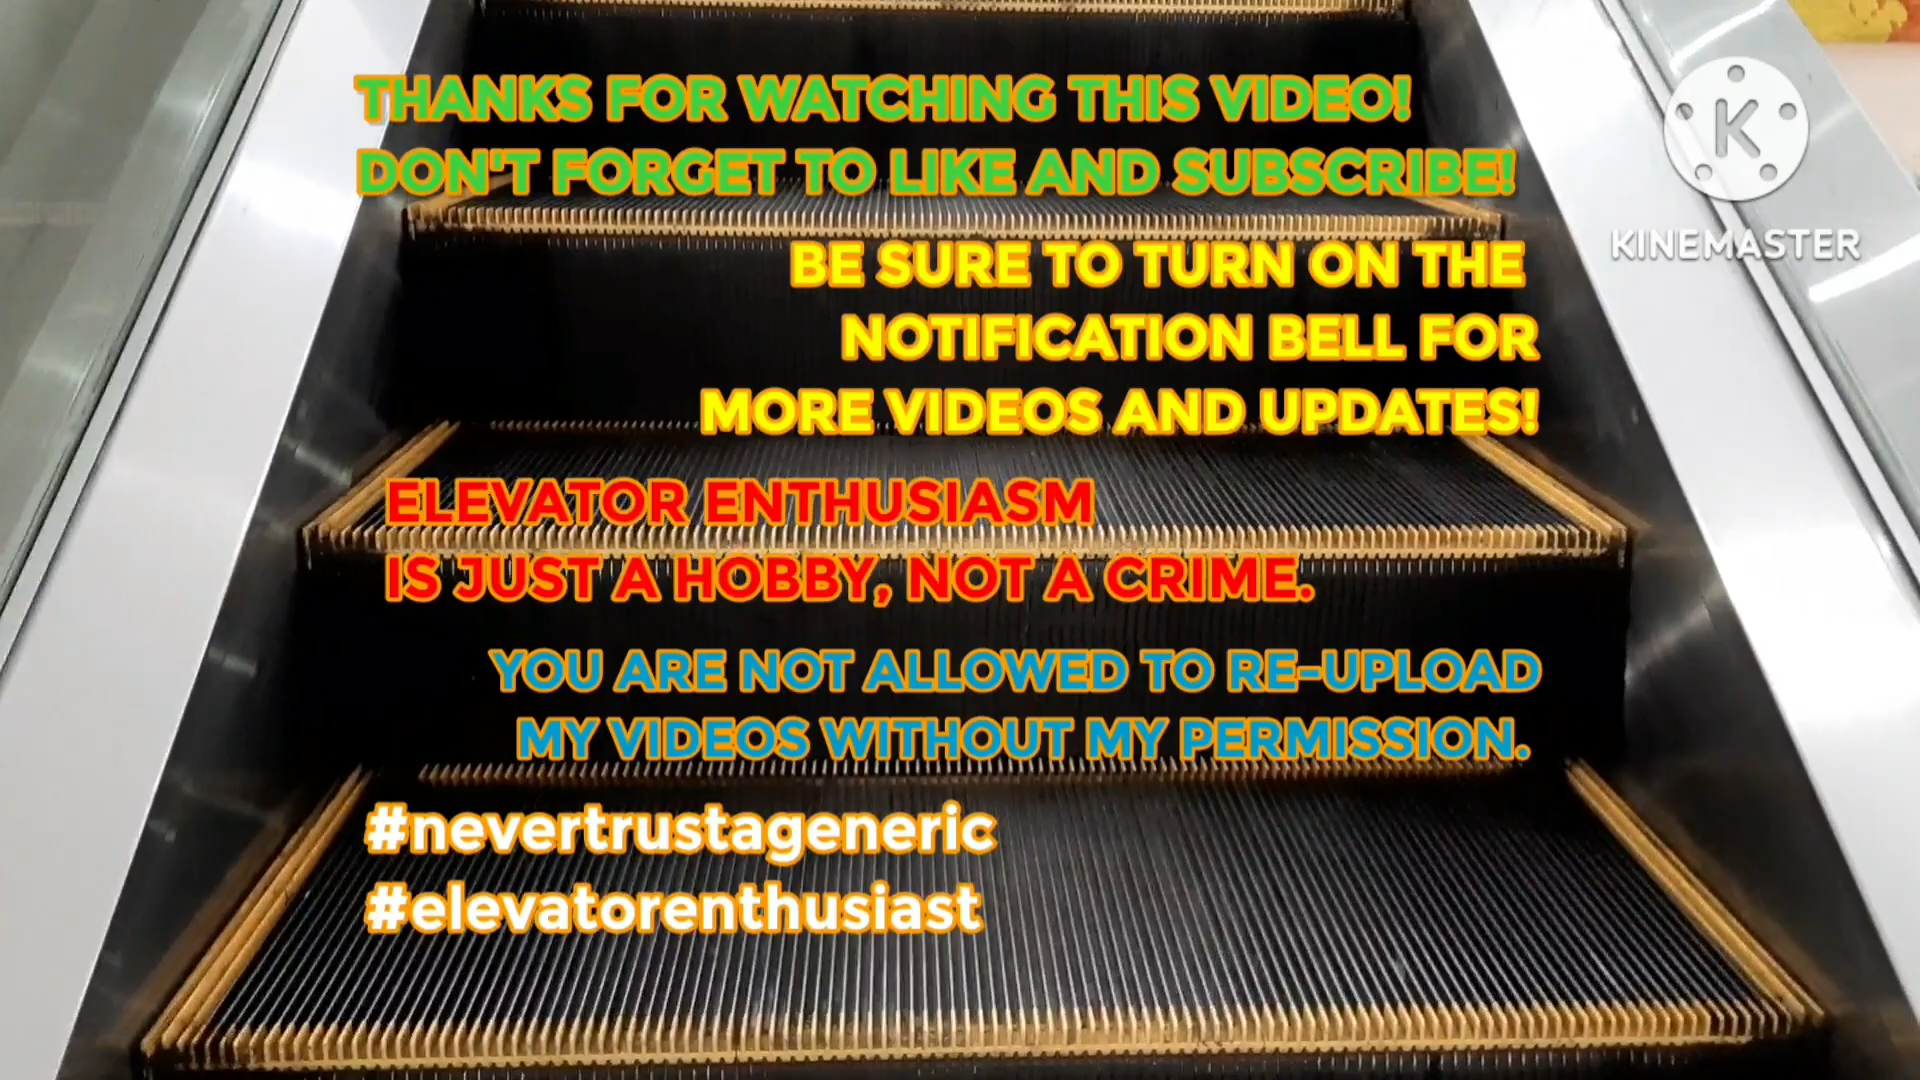 THANKS FOR WATCHING THIS VIDEO!
DON'T FORGET TO LIKE AND SUBSCRIBE!
BE SURE TO TURN ON THE
NOTIFICATION BELL FOR
MORE VIDEOS AND UPDATES!
ELEVATOR ENTHUSIASM
IS JUST A HOBBY, NOT A CRIME.
YOU ARE NOT ALLOWED TO RE-UPLOAD
MY VIDEOS WITHOUT MY PERMISSION.
#nevertrustageneric
#elevatorenthusiast
K
KINEMASTER